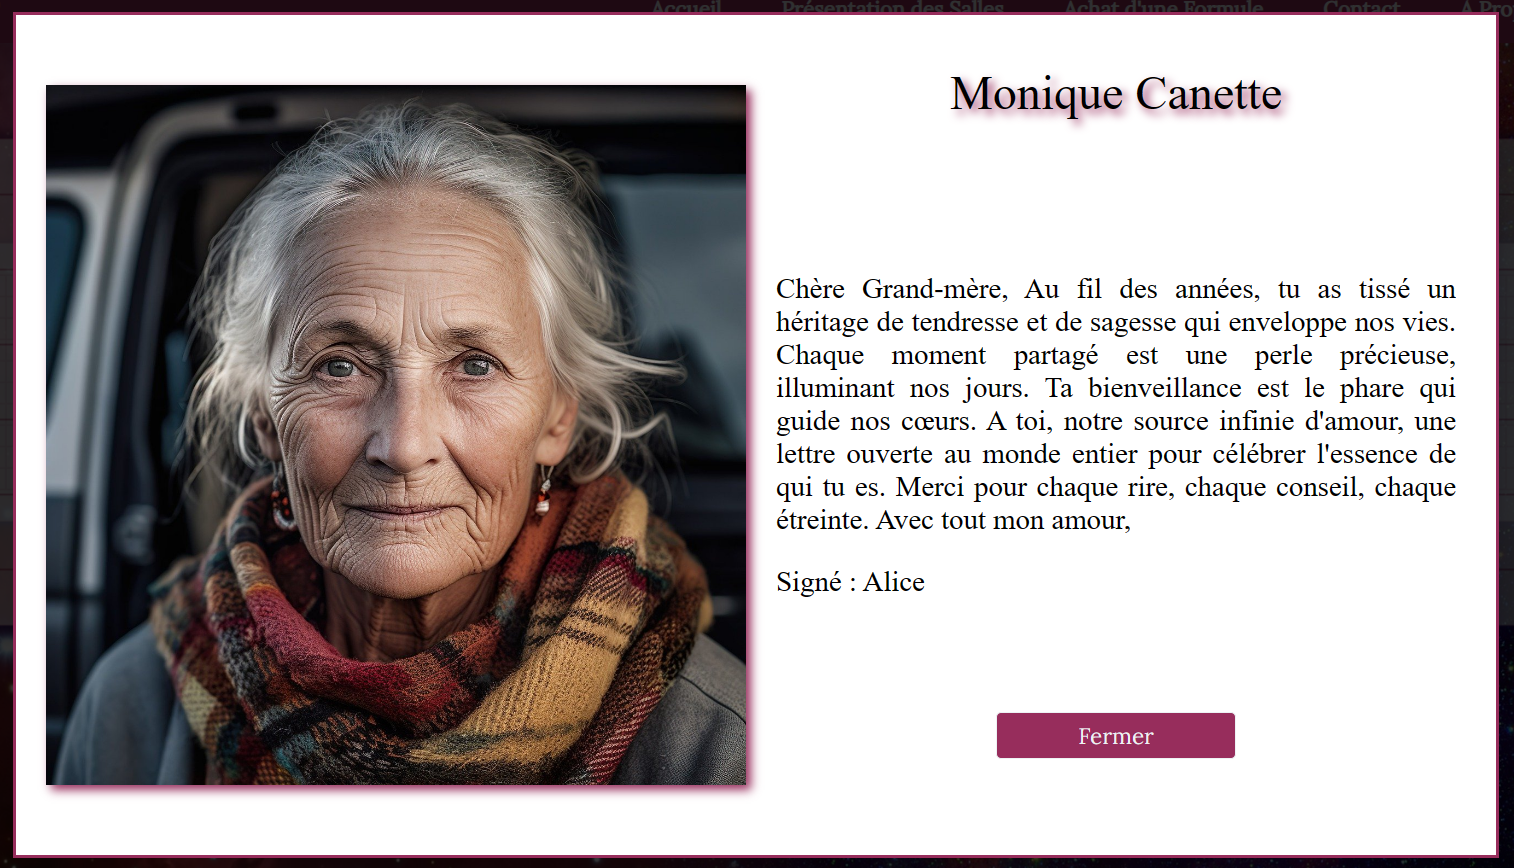 Accueil Présentation des Salles Achat d'une Formule Contact A Pro
Monique Canette
Chère Grand-mère, Au fil des années, tu as tissé un
héritage de tendresse et de sagesse qui enveloppe nos vies.
Chaque moment partagé est une perle précieuse,
illuminant nos jours. Ta bienveillance est le phare qui
guide nos cœurs. A toi, notre source infinie d'amour, une
lettre ouverte au monde entier pour célébrer l'essence de
qui tu es. Merci pour chaque rire, chaque conseil, chaque
étreinte. Avec tout mon amour,
Signé : Alice
Fermer